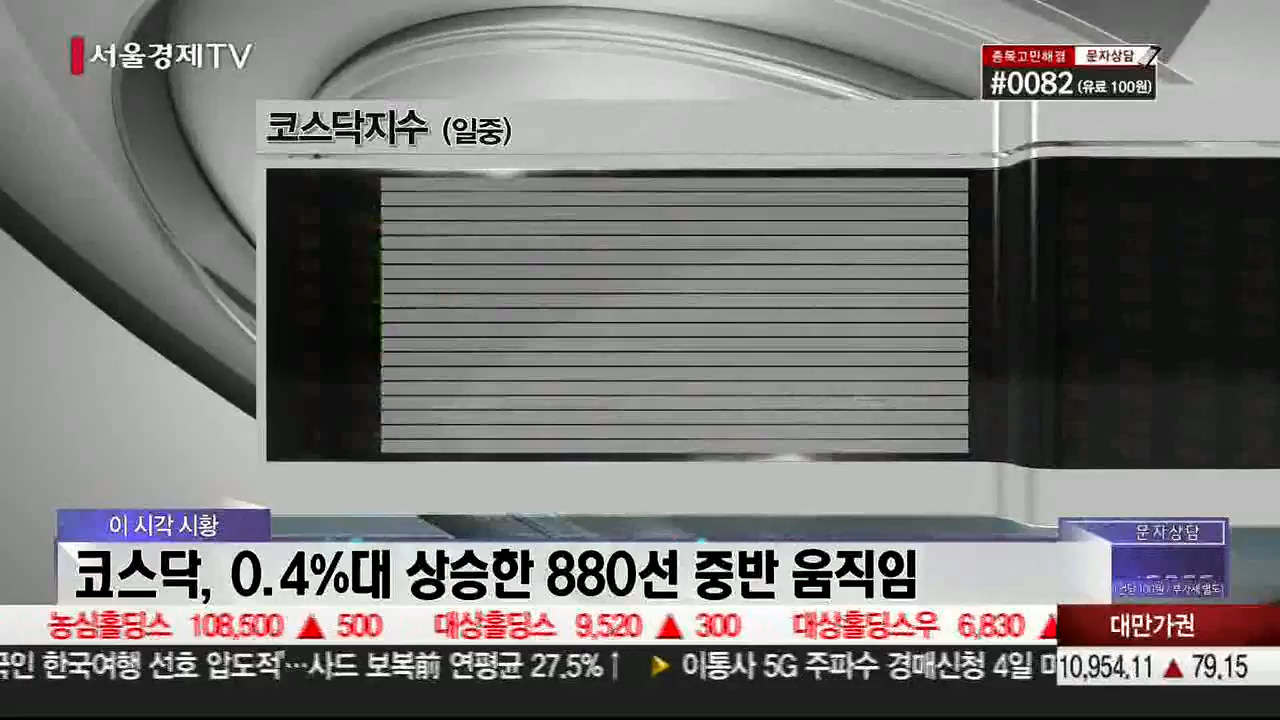 서울경제TV
종목고민해결 문자상담
#0082 (유료 100원)
코스닥지수 (일중)
이 시각 시황
문자상담
코스닥, 0.4%대 상승한 880선 중반 움직임
농심홀딩스 108,500 ▲ 500 대상홀딩스 9,520 ▲ 300 대상홀딩스우 6,830 ▲
대만가권
한국여행 선호 압도적'…사드 보복前 연평균 27.5%↑ ▶ 이통사 5G 주파수 경매신청 4일
10,954.11 ▲ 79.15